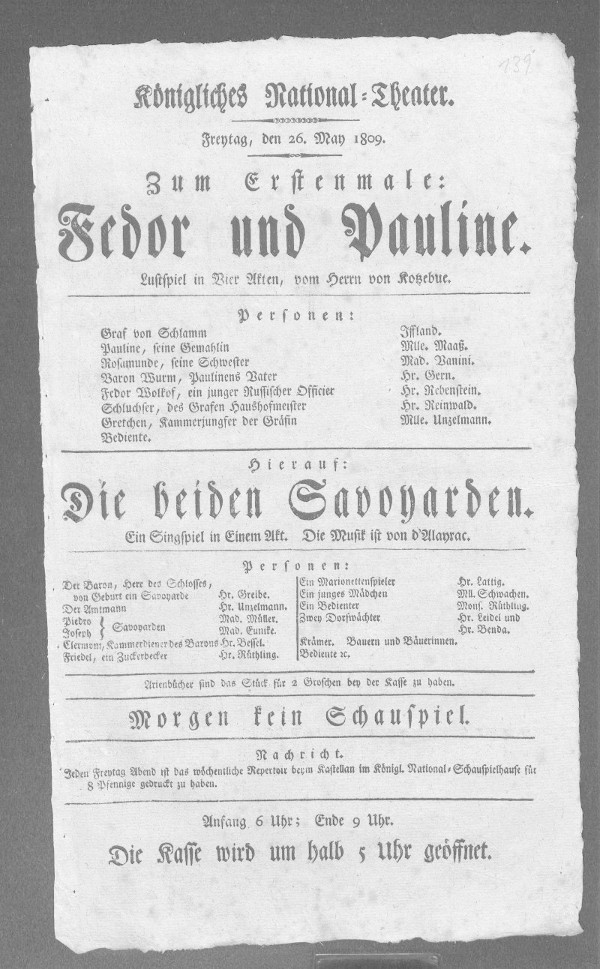 139
Königliches National-Theater.
Freytag, den 26. May 1809.
Zum Erstenmale:
Fedor und Pauline.
Lustspiel in Vier Akten, vom Herrn von Kotzebue.
Personen:
Graf von Schlamm Iffland.
Pauline, seine Gemahlin Mlle. Maaß.
Rosamunde, seine Schwester Mad. Vanini.
Baron Wurm, Paulinens Vater Hr. Gern.
Fedor Wolkof, ein junger Russischer Officier Hr. Rebenstein.
Schluchser, des Grafen Haushofmeister Hr. Reinwald.
Gretchen, Kammerjungfer der Gräfin Mlle. Unzelmann.
Bediente.
Hierauf:
Die beiden Savoyarden.
Ein Singspiel in Einem Akt. Die Musik ist von d'Alayrac.
Personen:
Der Baron, Herr des Schlosses,
von Geburt ein Savoyarde Hr. Greibe.
Der Amtmann Hr. Unzelmann.
Piedro } Savoyarden Mad. Müller.
Joseph } Mad. Eunike.
Clermont, Kammerdiener des Barons Hr. Bessel.
Friedel, ein Zuckerbecker Hr. Rüthling.
Ein Marionettenspieler Hr. Lattig.
Ein junges Mädchen Mll. Schwachen.
Ein Bedienter Mons. Rüthling.
Zwey Dorfwächter Hr. Leidel und
Hr. Benda.
Krämer. Bauern und Bäuerinnen.
Bediente ꝛc.
Arienbücher sind das Stück für 2 Groschen bey der Kasse zu haben.
Morgen kein Schauspiel.
Nachricht.
Jeden Freytag Abend ist das wöchentliche Repertoir beym Kastellan im Königl. National-Schauspielhause für
8 Pfennige gedruckt zu haben.
Anfang 6 Uhr; Ende 9 Uhr.
Die Kasse wird um halb 5 Uhr geöffnet.